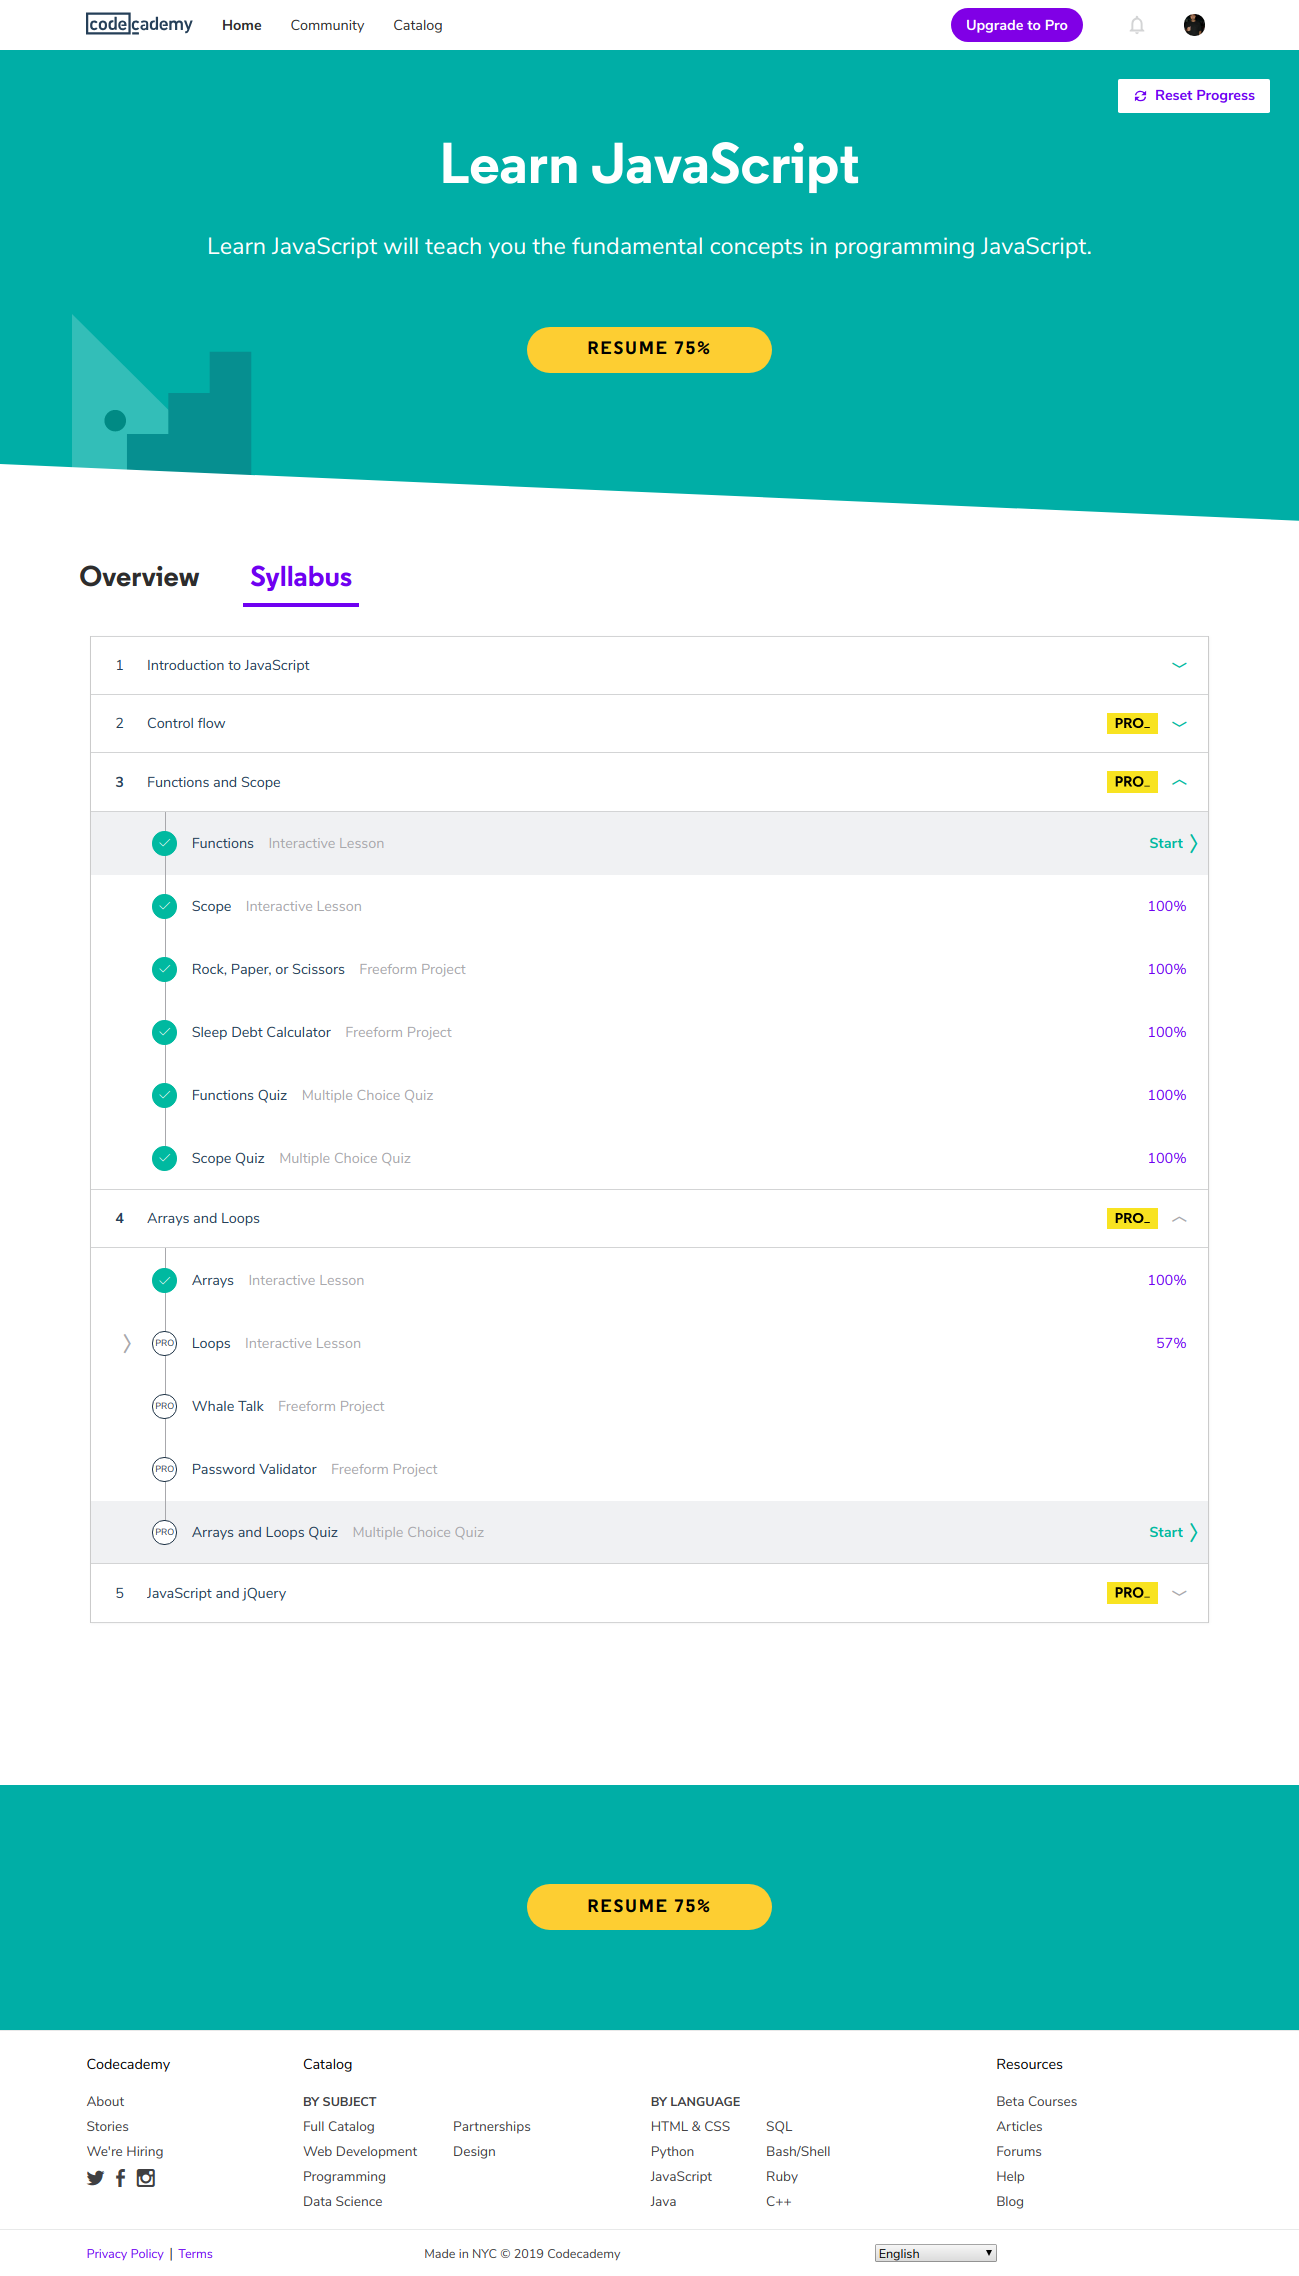 codecademy Home Community Catalog Upgrade to Pro
Reset Progress
Learn JavaScript
Learn JavaScript will teach you the fundamental concepts in programming JavaScript.
RESUME 75%
Overview Syllabus
1 Introduction to JavaScript
2 Control flow PRO_
3 Functions and Scope PRO_
Functions Interactive Lesson Start
Scope Interactive Lesson 100%
Rock, Paper, or Scissors Freeform Project 100%
Sleep Debt Calculator Freeform Project 100%
Functions Quiz Multiple Choice Quiz 100%
Scope Quiz Multiple Choice Quiz 100%
4 Arrays and Loops PRO_
Arrays Interactive Lesson 100%
PRO Loops Interactive Lesson 57%
PRO Whale Talk Freeform Project
PRO Password Validator Freeform Project
PRO Arrays and Loops Quiz Multiple Choice Quiz Start
5 JavaScript and jQuery PRO_
RESUME 75%
Codecademy Catalog Resources
About BY SUBJECT BY LANGUAGE Beta Courses
Stories Full Catalog Partnerships HTML & CSS SQL Articles
We're Hiring Web Development Design Python Bash/Shell Forums
Programming JavaScript Ruby Help
Data Science Java C++ Blog
Privacy Policy | Terms Made in NYC © 2019 Codecademy English